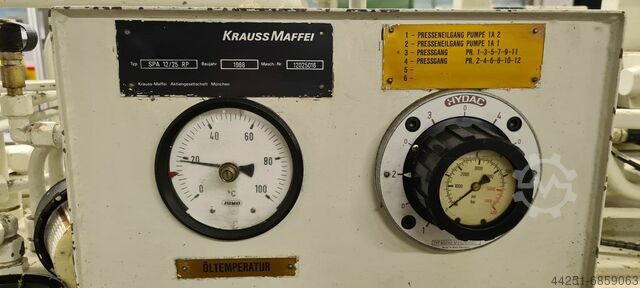 KRAUSS MAFFEI
Typ SPA 12/25 RP Baujahr 1988 Masch.-Nr. 12025016
Krauss-Maffei Aktiengesellschaft München
1 - PRESSENEILGANG PUMPE 1A 2
2 - PRESSENEILGANG PUMPE 1A 1
3 - PRESSGANG PR. 1-3-5-7-9-11
4 - PRESSGANG PR. 2-4-6-8-10-12
5 -
6 -
HYDAC
0 20 40 60 80 100
°C
JUMO
ÖLTEMPERATUR
44251-6859063